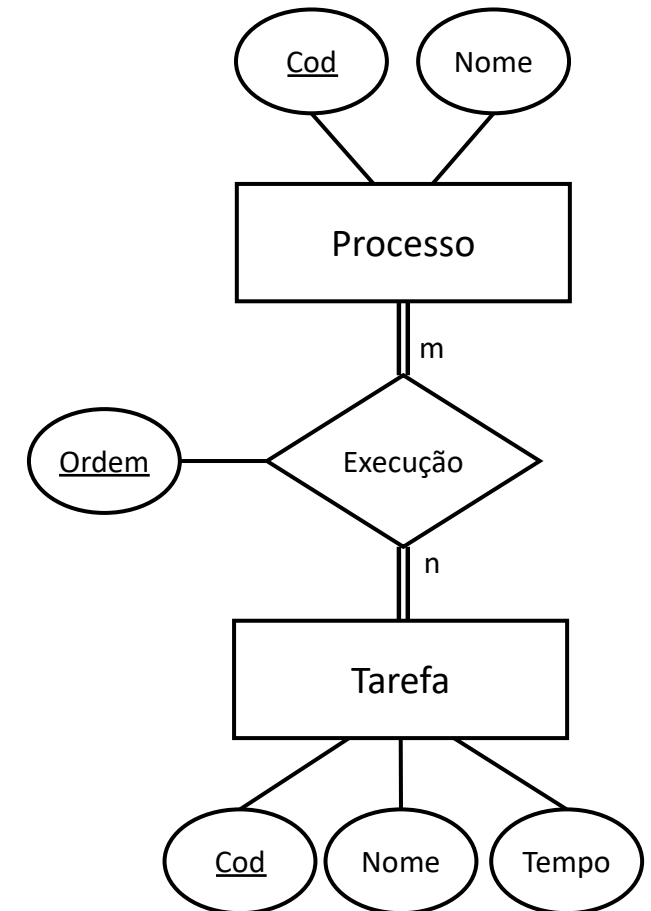 Cod
Nome
Processo
m
Ordem
Execução
n
Tarefa
Cod
Nome
Tempo